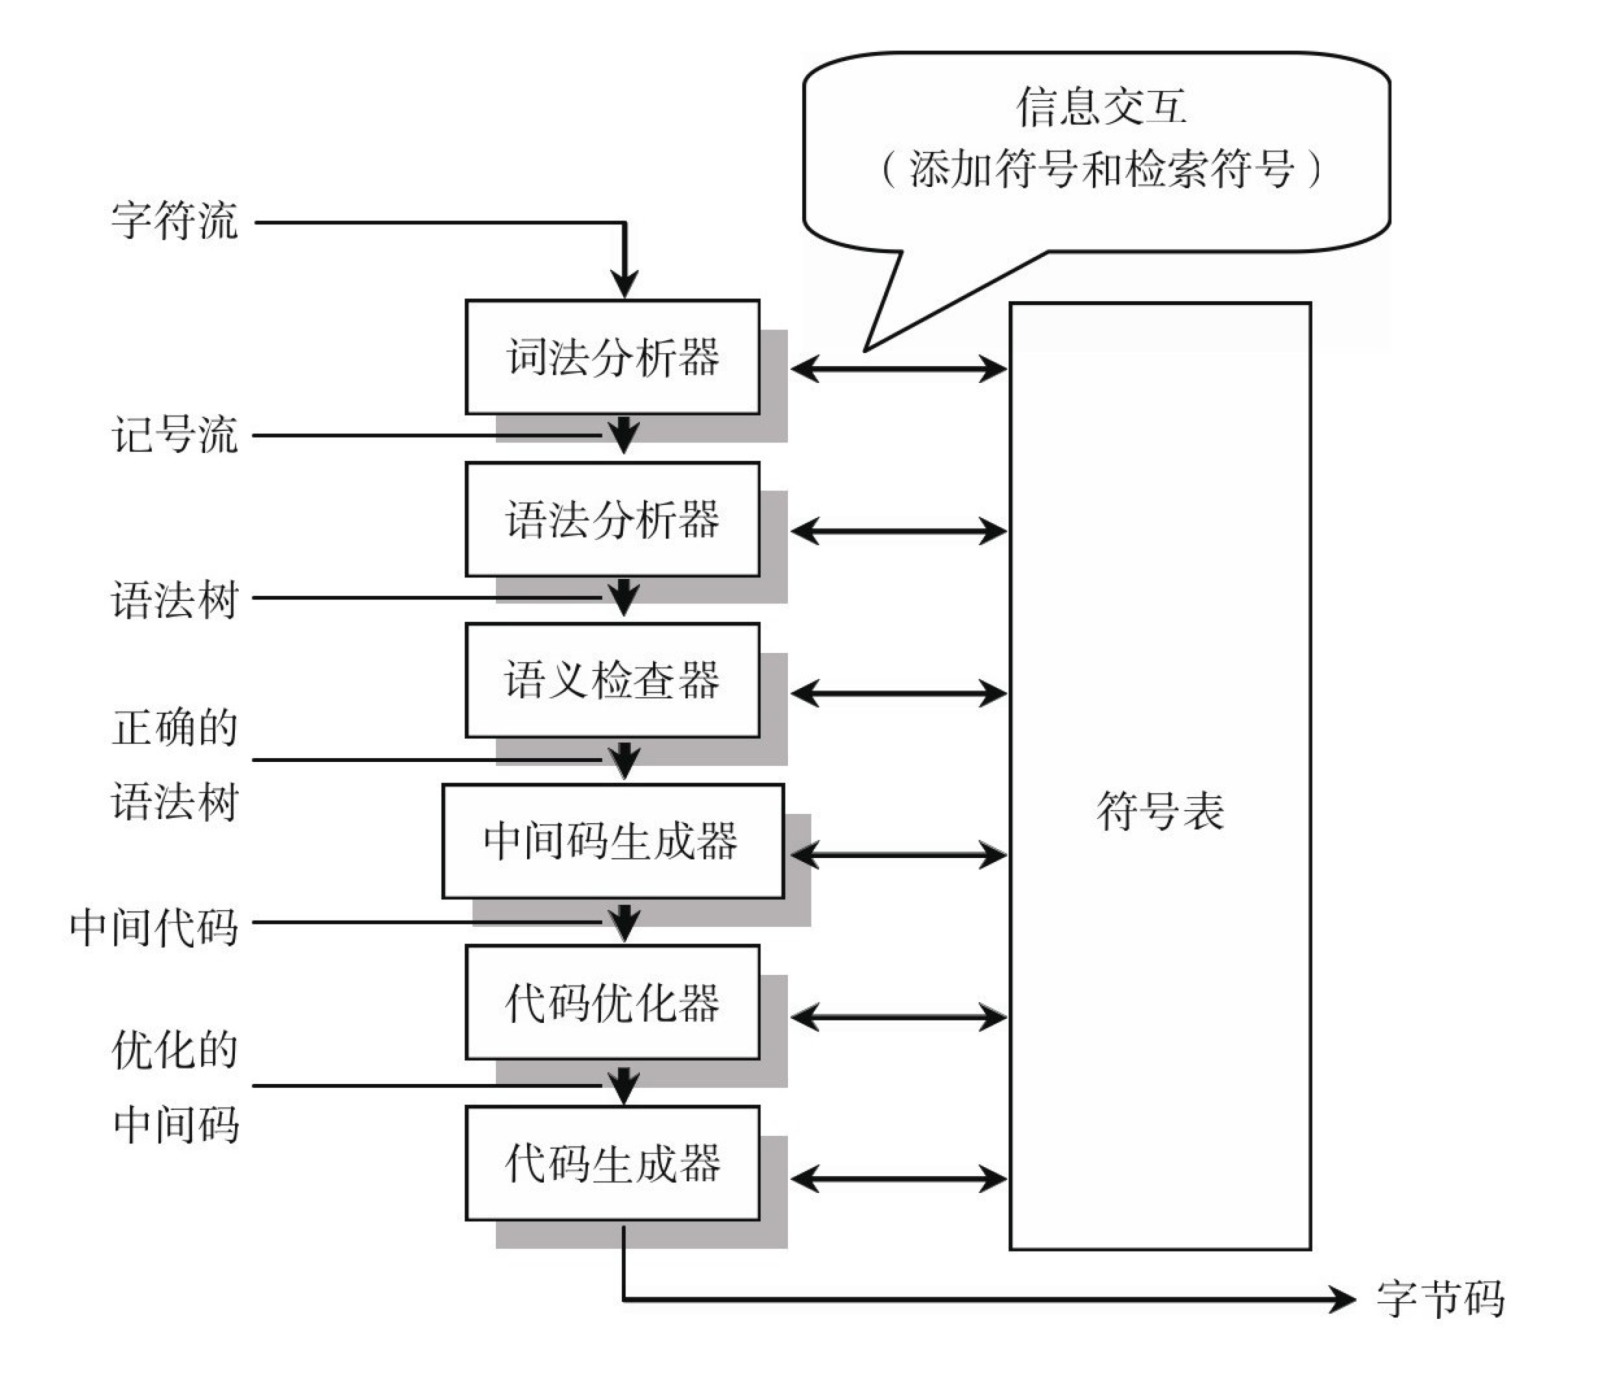 信息交互
（添加符号和检索符号）
字符流
词法分析器
记号流
语法分析器
语法树
语义检查器
正确的
语法树
中间码生成器
符号表
中间代码
代码优化器
优化的
中间码
代码生成器
字节码